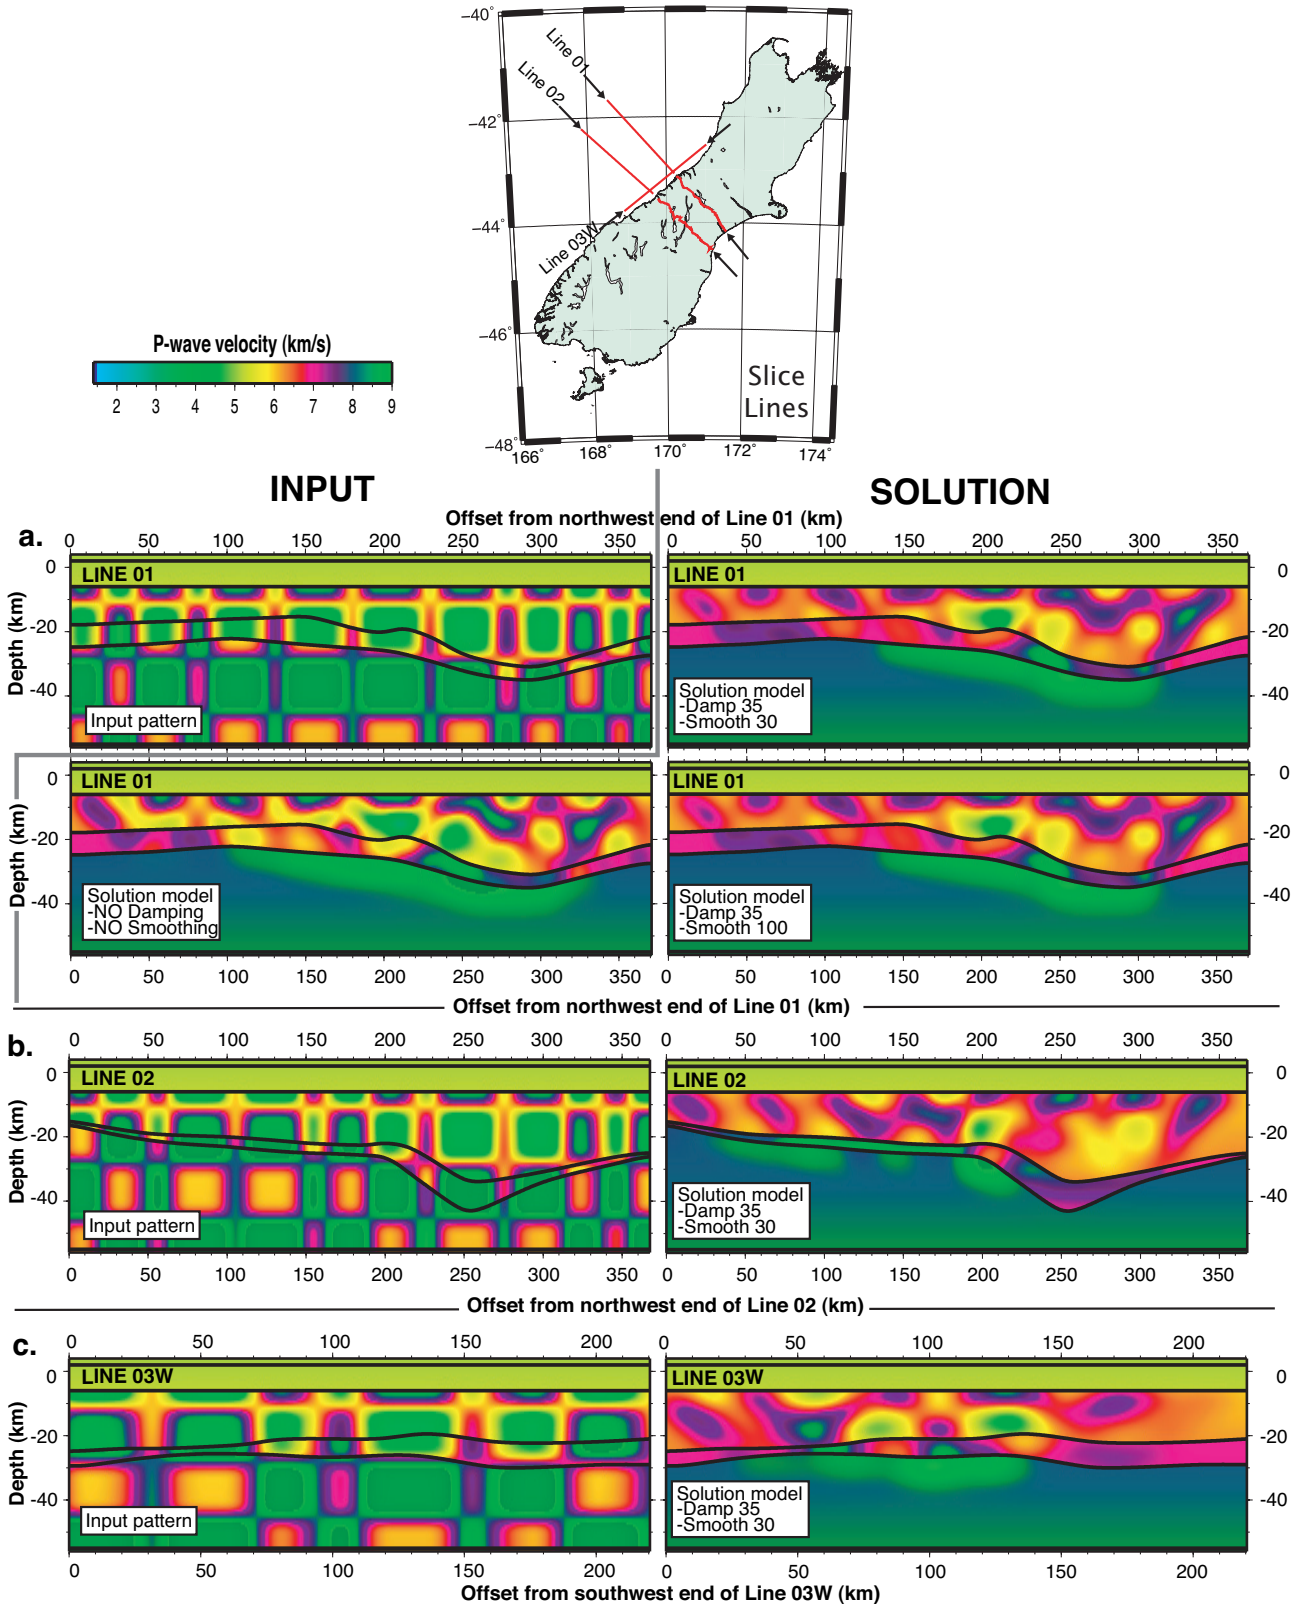 −40°
−42°
−44°
−46°
−48°
166°
168°
170°
172°
174°
Line 01
Line 02
Line 03W
Slice
Lines
P-wave velocity (km/s)
2 3 4 5 6 7 8 9
INPUT
SOLUTION
a.
Offset from northwest end of Line 01 (km)
0 50 100 150 200 250 300 350
0 50 100 150 200 250 300 350
Depth (km)
0
-20
-40
LINE 01
Input pattern
LINE 01
Solution model
-Damp 35
-Smooth 30
0
-20
-40
Depth (km)
0
-20
-40
LINE 01
Solution model
-NO Damping
-NO Smoothing
LINE 01
Solution model
-Damp 35
-Smooth 100
0
-20
-40
0 50 100 150 200 250 300 350
0 50 100 150 200 250 300 350
Offset from northwest end of Line 01 (km)
b.
0 50 100 150 200 250 300 350
0 50 100 150 200 250 300 350
Depth (km)
0
-20
-40
LINE 02
Input pattern
LINE 02
Solution model
-Damp 35
-Smooth 30
0
-20
-40
0 50 100 150 200 250 300 350
0 50 100 150 200 250 300 350
Offset from northwest end of Line 02 (km)
c.
0 50 100 150 200
0 50 100 150 200
Depth (km)
0
-20
-40
LINE 03W
Input pattern
LINE 03W
Solution model
-Damp 35
-Smooth 30
0
-20
-40
0 50 100 150 200
0 50 100 150 200
Offset from southwest end of Line 03W (km)